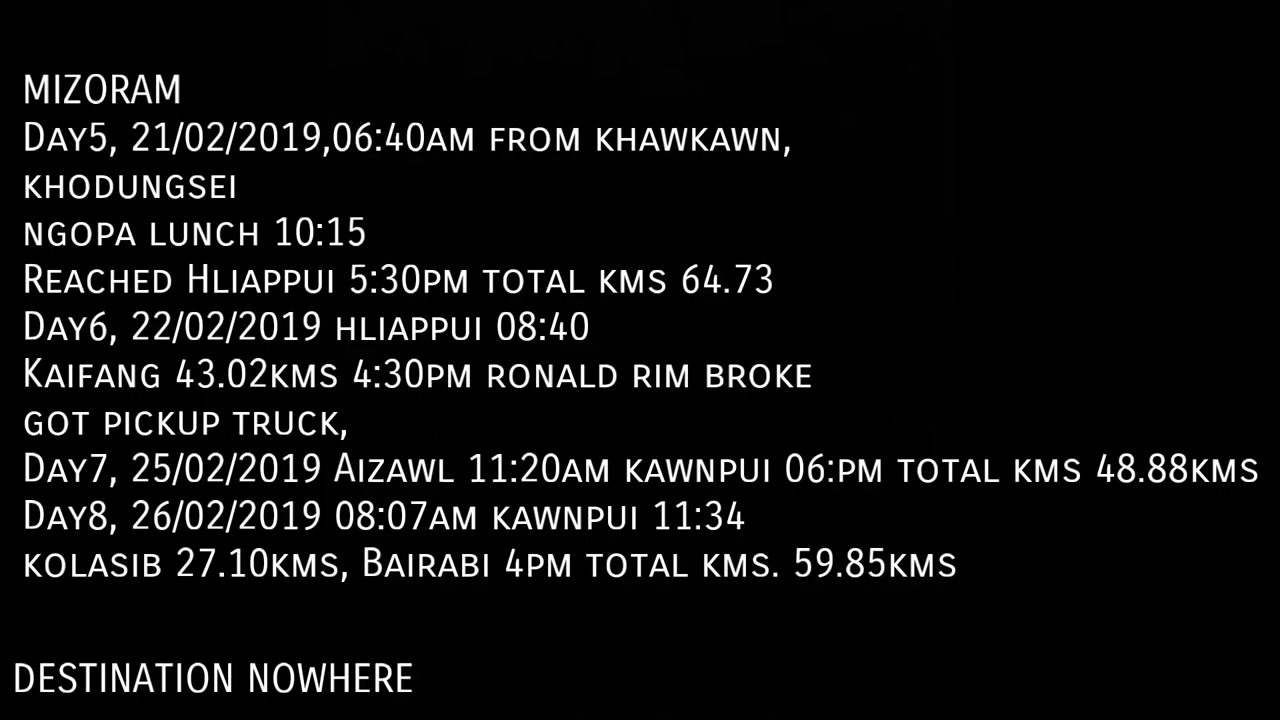 MIZORAM
Day5, 21/02/2019,06:40am from khawkawn,
khodungsei
ngopa lunch 10:15
Reached Hliappui 5:30pm total kms 64.73
Day6, 22/02/2019 hliappui 08:40
Kaifang 43.02kms 4:30pm ronald rim broke
got pickup truck,
Day7, 25/02/2019 Aizawl 11:20am kawnpui 06:pm total kms 48.88kms
Day8, 26/02/2019 08:07am kawnpui 11:34
kolasib 27.10kms, Bairabi 4pm total kms. 59.85kms
DESTINATION NOWHERE